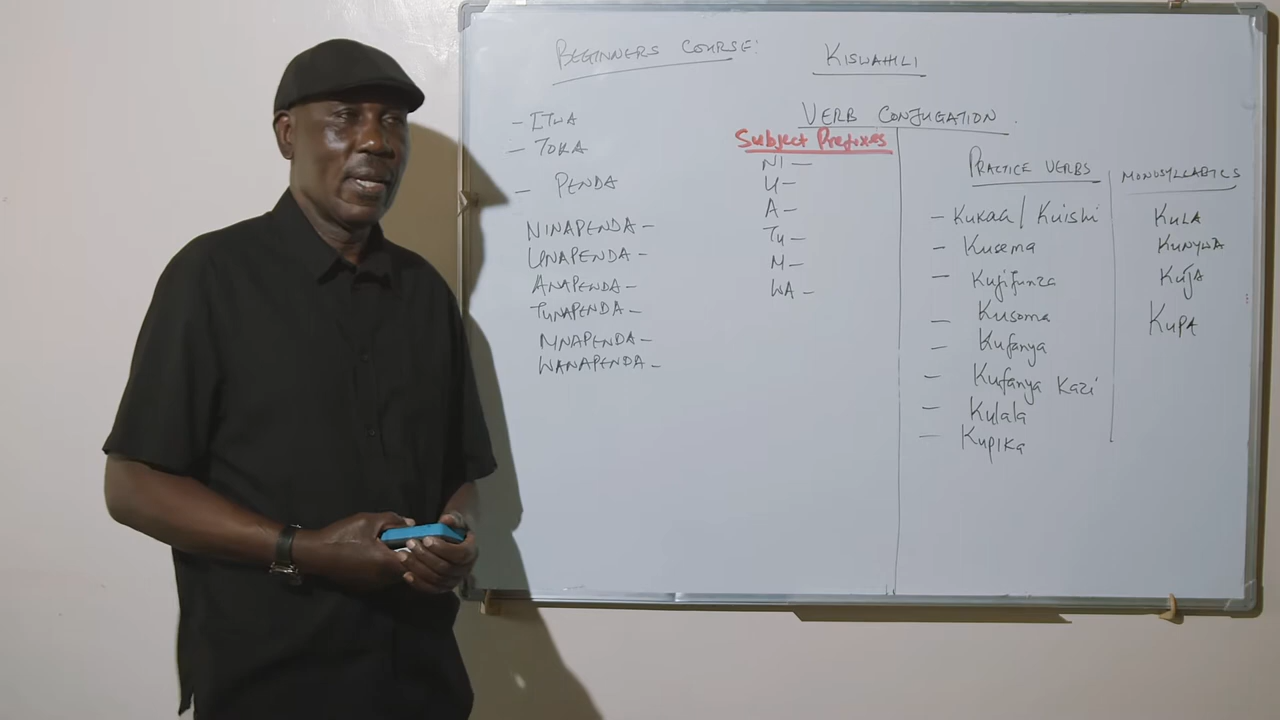 BEGINNERS COURSE:
KISWAHILI
- ITWA
- TOKA
- PENDA
NINAPENDA -
UNAPENDA -
ANAPENDA -
TUNAPENDA -
MNAPENDA -
WANAPENDA -
VERB CONJUGATION.
Subject Prefixes
NI -
U -
A -
Tu -
M -
WA -
PRACTICE VERBS
- Kukaa / Kuishi
- Kusema
- Kujifunza
- Kusoma
- Kufanya
- Kufanya Kazi
- Kulala
- Kupika
MONOSYLLABICS
KULA
KUNYWA
KUJA
KUPA